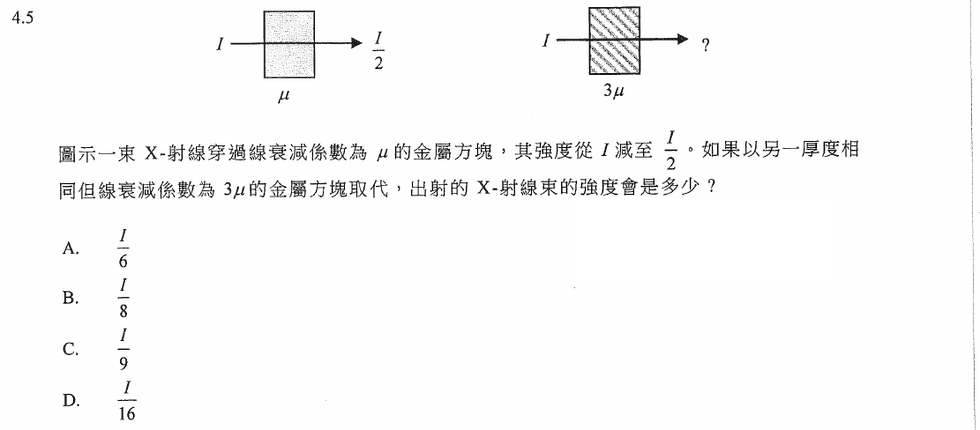 4.5
I
I/2
μ
I
?
3μ
圖示一束 X-射線穿過線衰減係數為 μ 的金屬方塊,其強度從 I 減至 I/2 。如果以另一厚度相
同但線衰減係數為 3μ 的金屬方塊取代,出射的 X-射線束的強度會是多少?
A. I/6
B. I/8
C. I/9
D. I/16